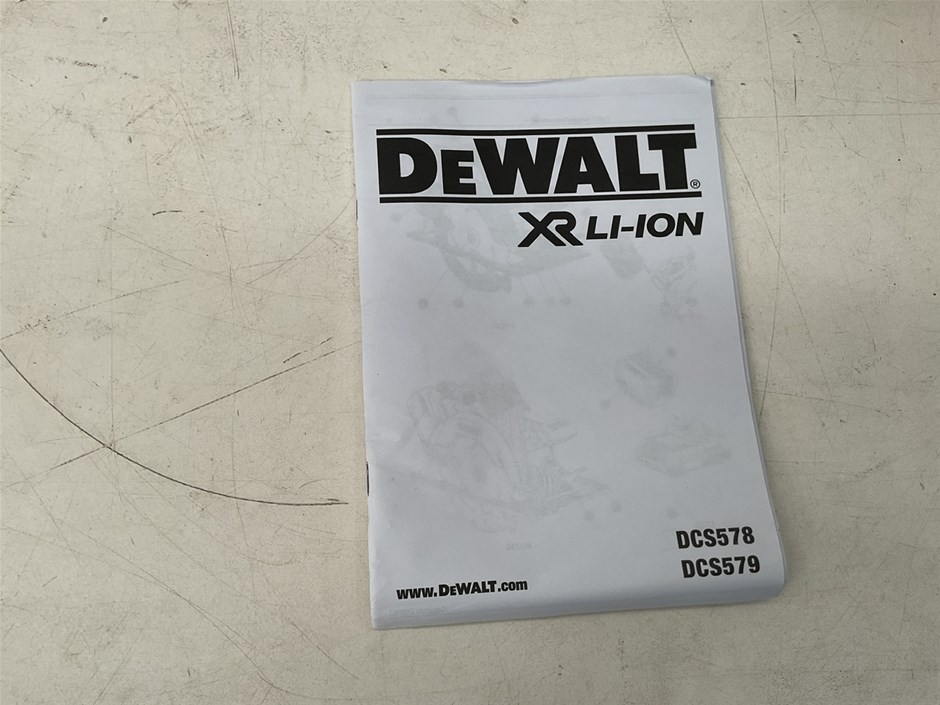 DEWALT®
XR LI-ION
DCS578
DCS579
www.DEWALT.com